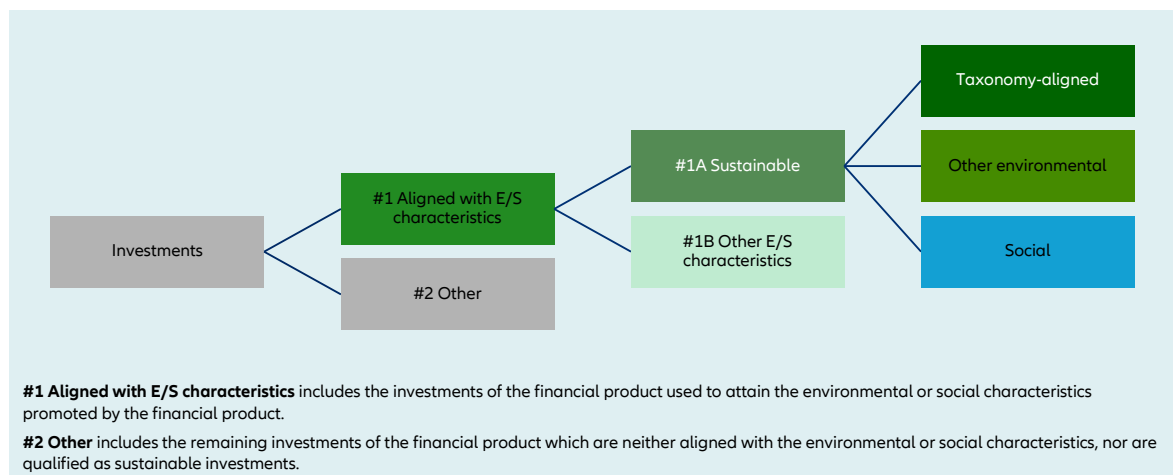 Taxonomy-aligned
#1A Sustainable
Other environmental
#1 Aligned with E/S
characteristics
Investments
#1B Other E/S
characteristics
Social
#2 Other
#1 Aligned with E/S characteristics includes the investments of the financial product used to attain the environmental or social characteristics
promoted by the financial product.
#2 Other includes the remaining investments of the financial product which are neither aligned with the environmental or social characteristics, nor are
qualified as sustainable investments.